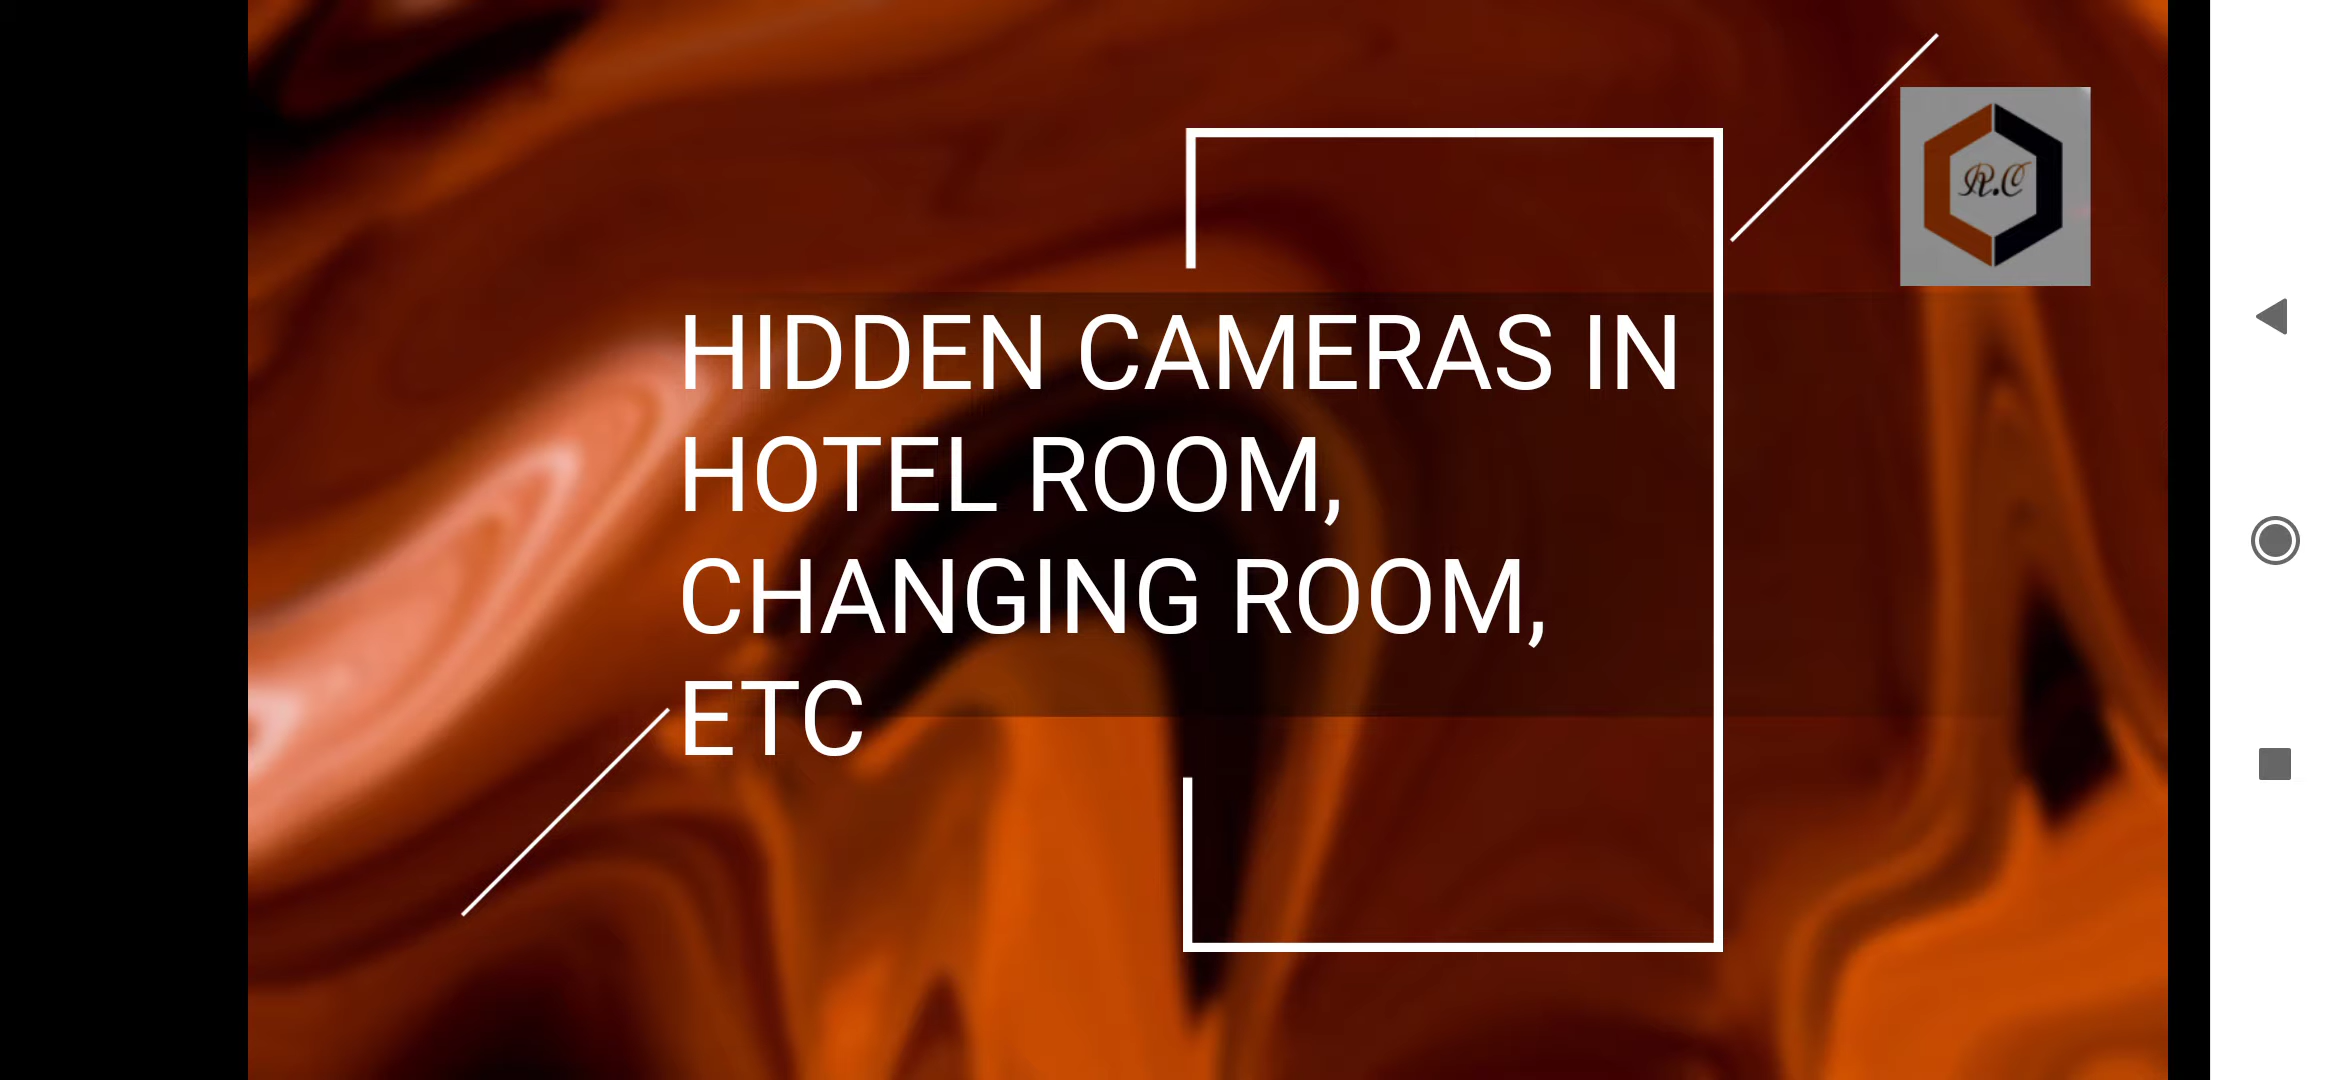 R.C
HIDDEN CAMERAS IN
HOTEL ROOM,
CHANGING ROOM,
ETC